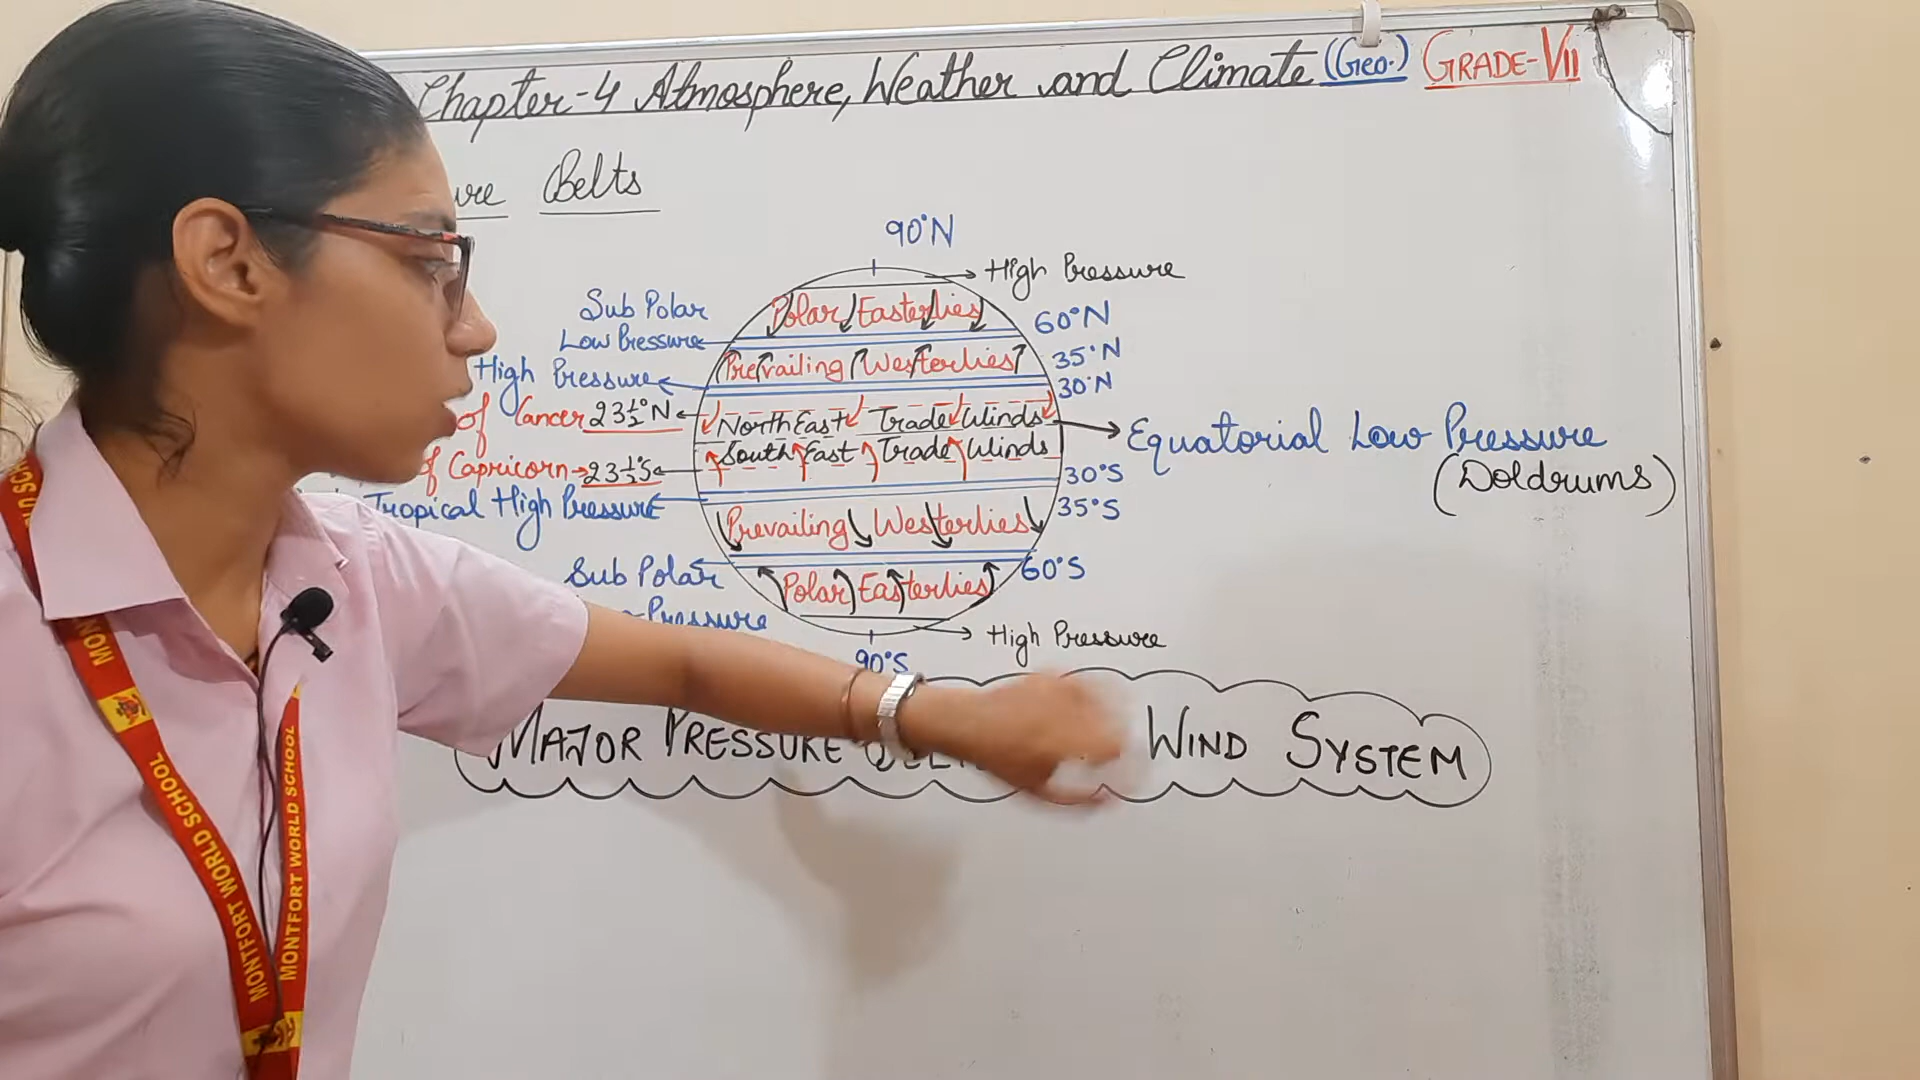 Chapter-4 Atmosphere, Weather and Climate (Geo.) GRADE-VII
Belts
90°N
High Pressure
Sub Polar
Low Pressure
Polar Easterlies
60°N
Prevailing Westerlies
35°N
High Pressure
30°N
of Cancer 23½°N
North East Trade Winds
Equatorial Low Pressure
(Doldrums)
of Capricorn→23½°S
South East Trade Winds
30°S
Tropical High Pressure
35°S
Prevailing Westerlies
Sub Polar
Pressure
60°S
Polar Easterlies
High Pressure
90°S
MAJOR PRESSURE WIND SYSTEM
MONTFORT WORLD SCHOOL
MONTFORT WORLD SCHOOL